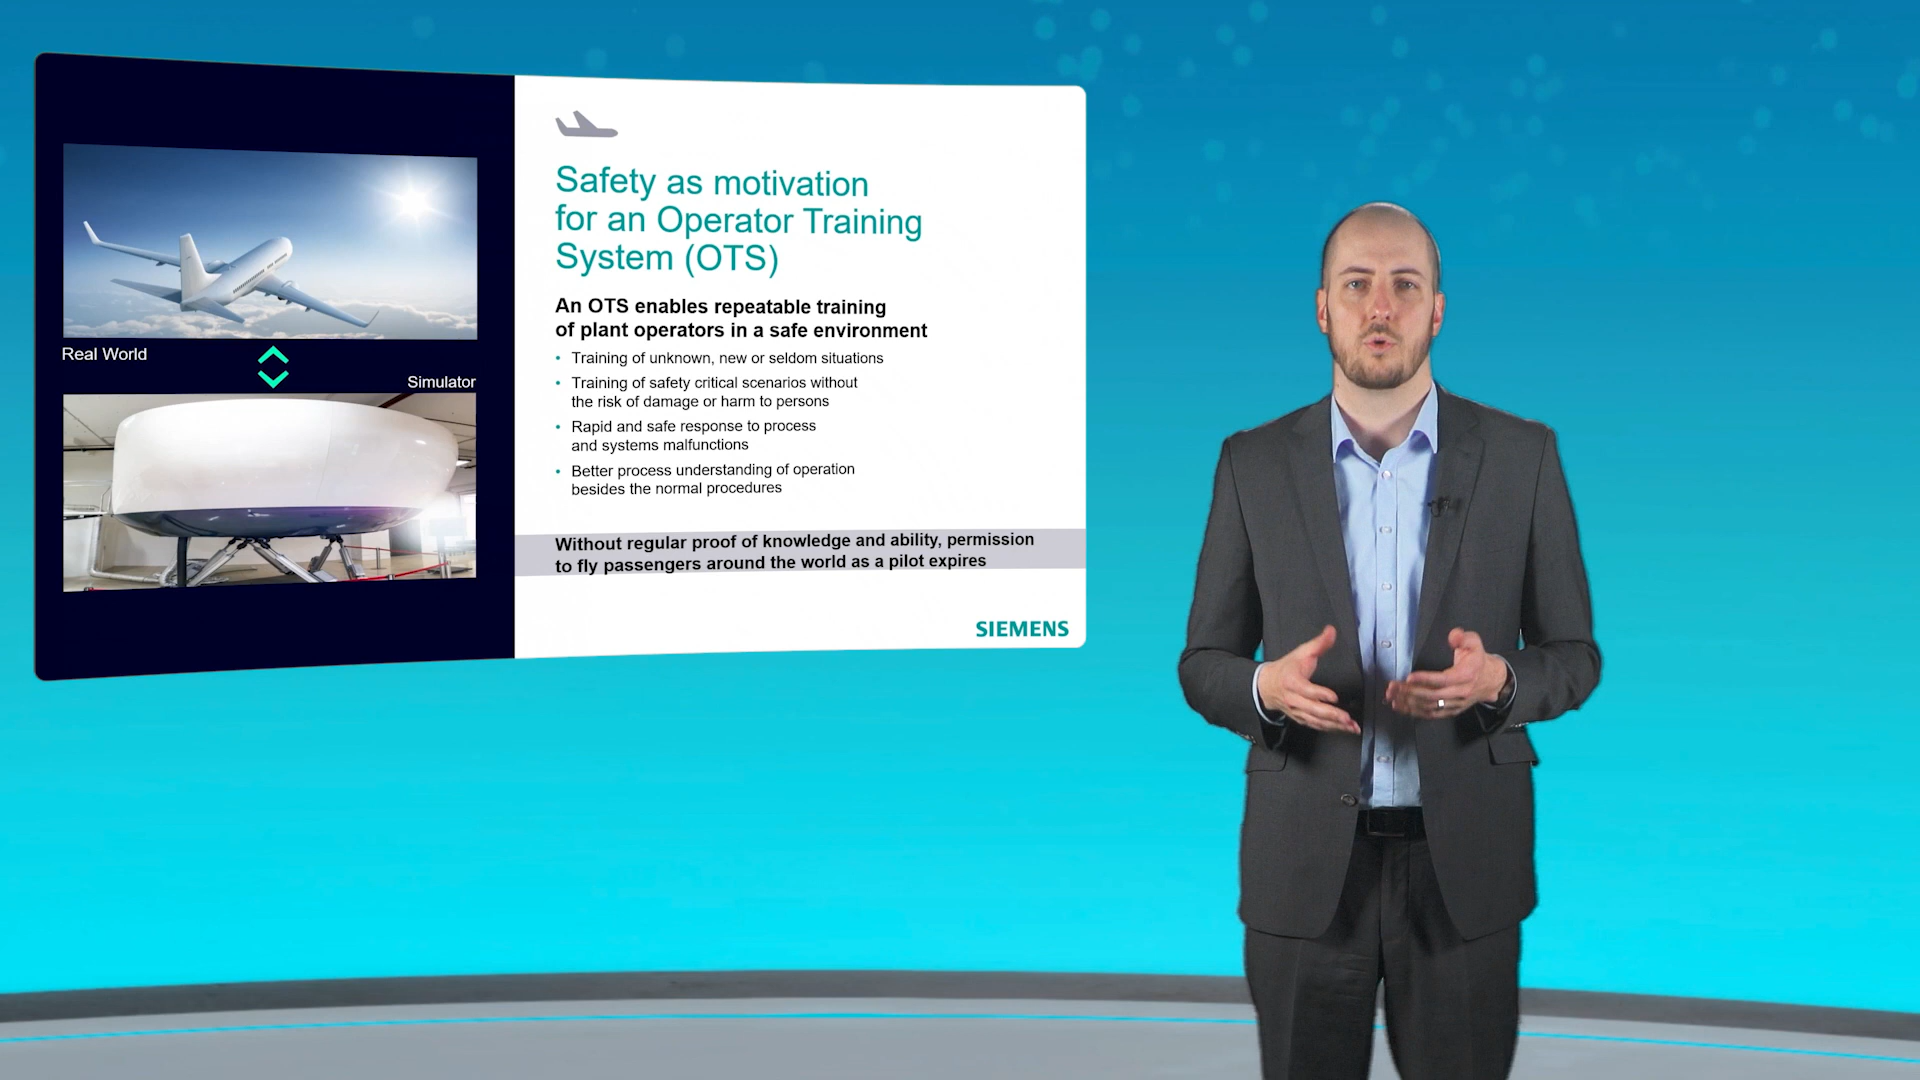 Real World
Simulator
Safety as motivation
for an Operator Training
System (OTS)
An OTS enables repeatable training
of plant operators in a safe environment
• Training of unknown, new or seldom situations
• Training of safety critical scenarios without
the risk of damage or harm to persons
• Rapid and safe response to process
and systems malfunctions
• Better process understanding of operation
besides the normal procedures
Without regular proof of knowledge and ability, permission
to fly passengers around the world as a pilot expires
SIEMENS